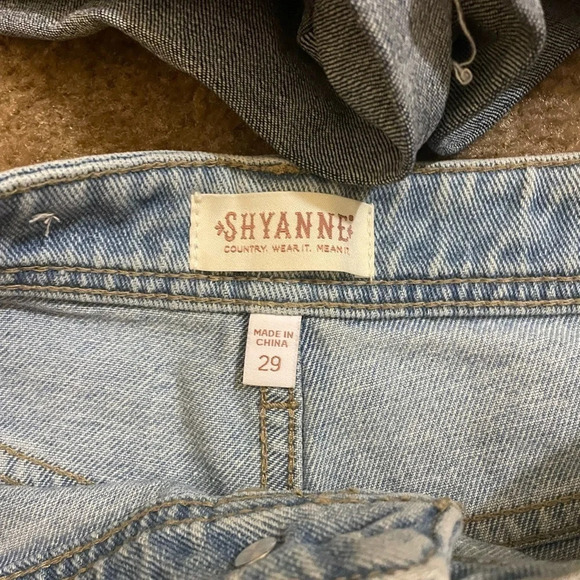 SHYANNE®
COUNTRY. WEAR IT. MEAN IT.
MADE IN
CHINA
29